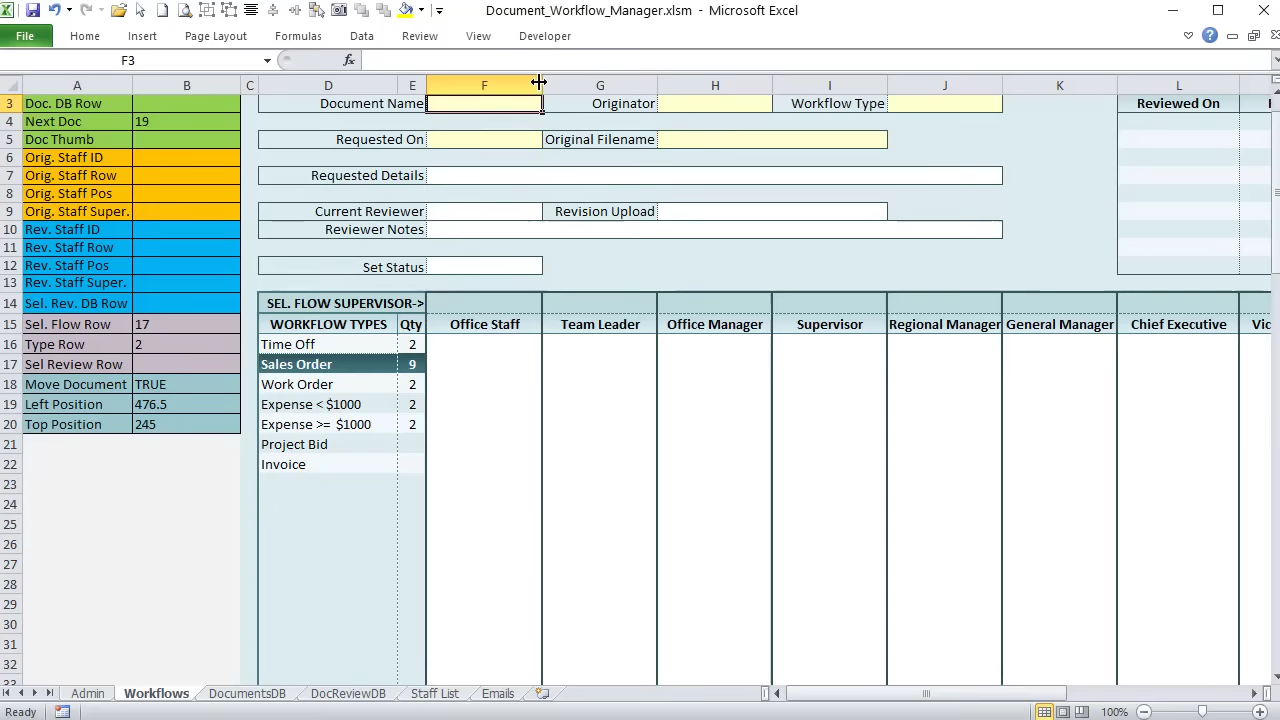 Document_Workflow_Manager.xlsm - Microsoft Excel
File Home Insert Page Layout Formulas Data Review View Developer
F3 fx
A B C D E F G H I J K L
3 Doc. DB Row Document Name Originator Workflow Type Reviewed On
4 Next Doc 19
5 Doc Thumb Requested On Original Filename
6 Orig. Staff ID
7 Orig. Staff Row Requested Details
8 Orig. Staff Pos
9 Orig. Staff Super. Current Reviewer Revision Upload
10 Rev. Staff ID Reviewer Notes
11 Rev. Staff Row
12 Rev. Staff Pos Set Status
13 Rev. Staff Super.
14 Sel. Rev. DB Row SEL. FLOW SUPERVISOR->
15 Sel. Flow Row 17 WORKFLOW TYPES Qty Office Staff Team Leader Office Manager Supervisor Regional Manager General Manager Chief Executive Vic
16 Type Row 2 Time Off 2
17 Sel Review Row Sales Order 9
18 Move Document TRUE Work Order 2
19 Left Position 476.5 Expense < $1000 2
20 Top Position 245 Expense >= $1000 2
21 Project Bid
22 Invoice
23
24
25
26
27
28
29
30
31
32
33
Admin Workflows DocumentsDB DocReviewDB Staff List Emails
Ready 100%